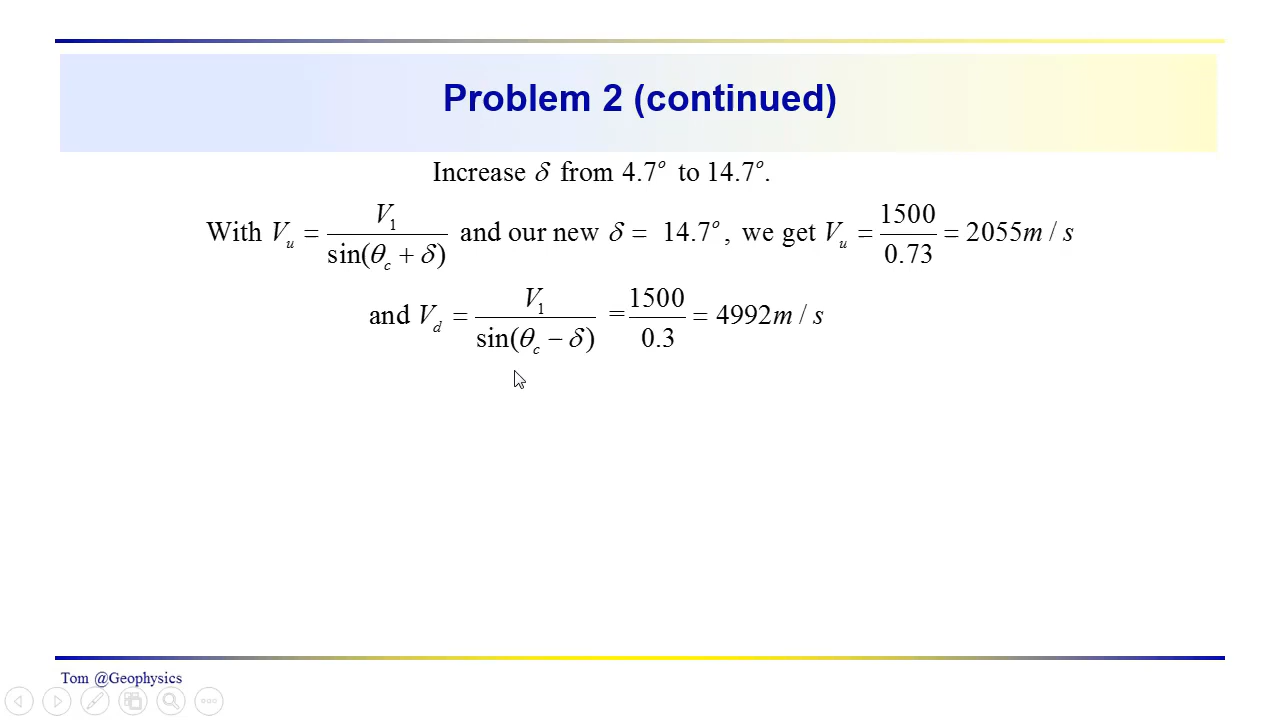 Problem 2 (continued)
Increase δ from 4.7° to 14.7°.
With V_u = V_1 / sin(θ_c + δ) and our new δ = 14.7°, we get V_u = 1500 / 0.73 = 2055m / s
and V_d = V_1 / sin(θ_c − δ) = 1500 / 0.3 = 4992m / s
Tom @Geophysics